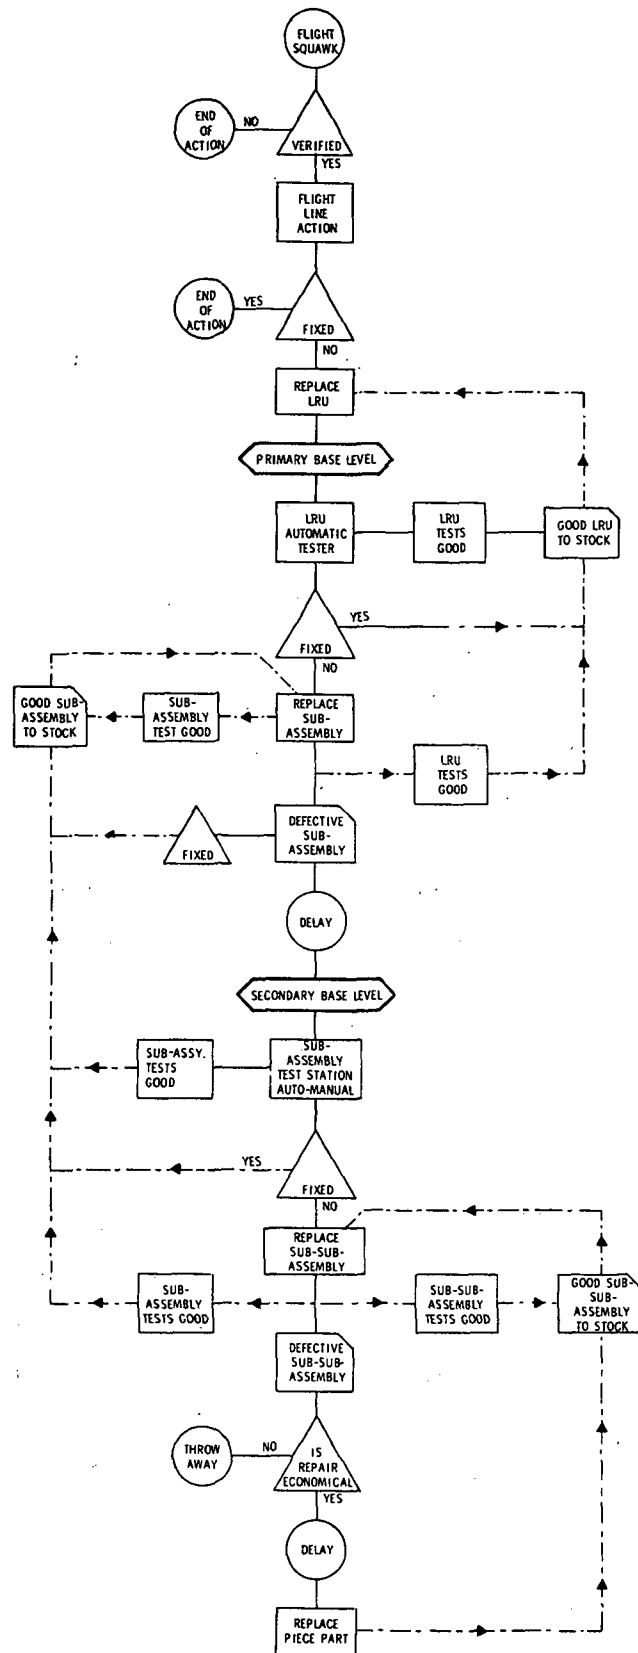 FLIGHT
SQUAWK
END
OF
ACTION
NO
VERIFIED
YES
FLIGHT
LINE
ACTION
END
OF
ACTION
YES
FIXED
NO
REPLACE
LRU
PRIMARY BASE LEVEL
LRU
AUTOMATIC
TESTER
LRU
TESTS
GOOD
GOOD LRU
TO STOCK
YES
FIXED
NO
GOOD SUB-
ASSEMBLY
TO STOCK
SUB-
ASSEMBLY
TEST GOOD
REPLACE
SUB-
ASSEMBLY
LRU
TESTS
GOOD
FIXED
DEFECTIVE
SUB-
ASSEMBLY
DELAY
SECONDARY BASE LEVEL
SUB-ASSY.
TESTS
GOOD
SUB-
ASSEMBLY
TEST STATION
AUTO-MANUAL
YES
FIXED
NO
REPLACE
SUB-SUB-
ASSEMBLY
SUB-
ASSEMBLY
TESTS GOOD
SUB-SUB-
ASSEMBLY
TESTS GOOD
GOOD SUB-
SUB-
ASSEMBLY
TO STOCK
DEFECTIVE
SUB-SUB-
ASSEMBLY
THROW
AWAY
NO
IS
REPAIR
ECONOMICAL
YES
DELAY
REPLACE
PIECE PART